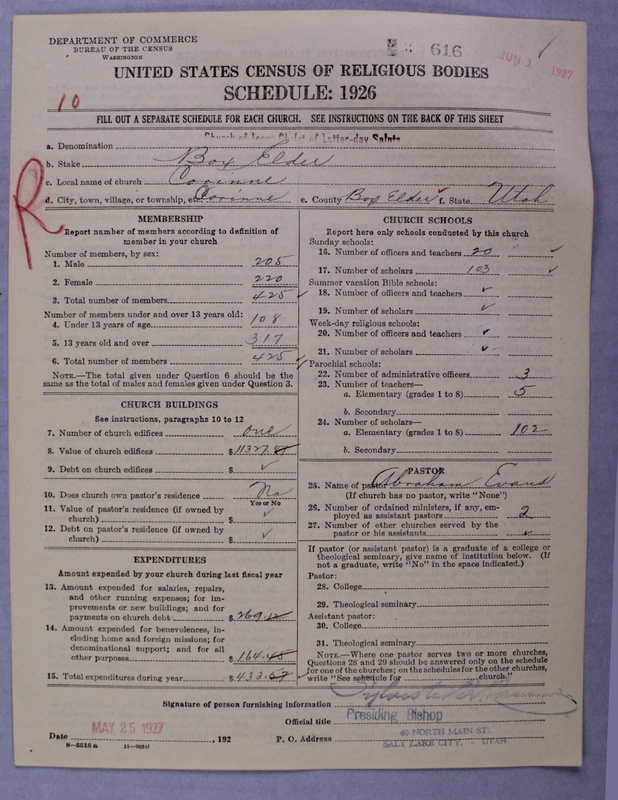 DEPARTMENT OF COMMERCE
BUREAU OF THE CENSUS
WASHINGTON
616
JUN 1 1927
UNITED STATES CENSUS OF RELIGIOUS BODIES
SCHEDULE: 1926
10
FILL OUT A SEPARATE SCHEDULE FOR EACH CHURCH. SEE INSTRUCTIONS ON THE BACK OF THIS SHEET
Church of Jesus Christ of Latter-day Saints
a. Denomination
b. Stake Box Elder
c. Local name of church Corinne
d. City, town, village, or township, etc. Corinne e. County Box Elder f. State Utah
R
MEMBERSHIP
Report number of members according to definition of
member in your church
Number of members, by sex:
1. Male 205
2. Female 220
3. Total number of members 425
Number of members under and over 13 years old:
4. Under 13 years of age 108
5. 13 years old and over 317
6. Total number of members 425
NOTE.—The total given under Question 6 should be the
same as the total of males and females given under Question 3.
CHURCH BUILDINGS
See instructions, paragraphs 10 to 12
7. Number of church edifices One
8. Value of church edifices $11327.
9. Debt on church edifices $ ✓
10. Does church own pastor's residence No
Yes or No
11. Value of pastor's residence (if owned by
church) $ ✓
12. Debt on pastor's residence (if owned by
church) $ ✓
EXPENDITURES
Amount expended by your church during last fiscal year
13. Amount expended for salaries, repairs,
and other running expenses; for im-
provements or new buildings; and for
payments on church debt $269.12
14. Amount expended for benevolences, in-
cluding home and foreign missions; for
denominational support; and for all
other purposes $164.
15. Total expenditures during year $433.
CHURCH SCHOOLS
Report here only schools conducted by this church
Sunday schools:
16. Number of officers and teachers 20 ✓
17. Number of scholars 103 ✓
Summer vacation Bible schools:
18. Number of officers and teachers ✓
19. Number of scholars ✓
Week-day religious schools:
20. Number of officers and teachers ✓
21. Number of scholars ✓
Parochial schools:
22. Number of administrative officers 3
23. Number of teachers—
a. Elementary (grades 1 to 8) 5
b. Secondary
24. Number of scholars—
a. Elementary (grades 1 to 8) 102
b. Secondary
PASTOR
25. Name of pastor Abraham Evans
(If church has no pastor, write "None")
26. Number of ordained ministers, if any, em-
ployed as assistant pastors 2
27. Number of other churches served by the
pastor or his assistants ✓
If pastor (or assistant pastor) is a graduate of a college or
theological seminary, give name of institution below. (If
not a graduate, write "No" in the space indicated.)
Pastor:
28. College
29. Theological seminary
Assistant pastor:
30. College
31. Theological seminary
NOTE.—Where one pastor serves two or more churches,
Questions 28 and 29 should be answered only on the schedule
for one of the churches; on the schedules for the other churches,
write "See schedule for church."
Signature of person furnishing information
Official title Presiding Bishop
Date MAY 25 1927, 192 P. O. Address 40 NORTH MAIN ST.
SALT LAKE CITY, - UTAH
8—5518 a